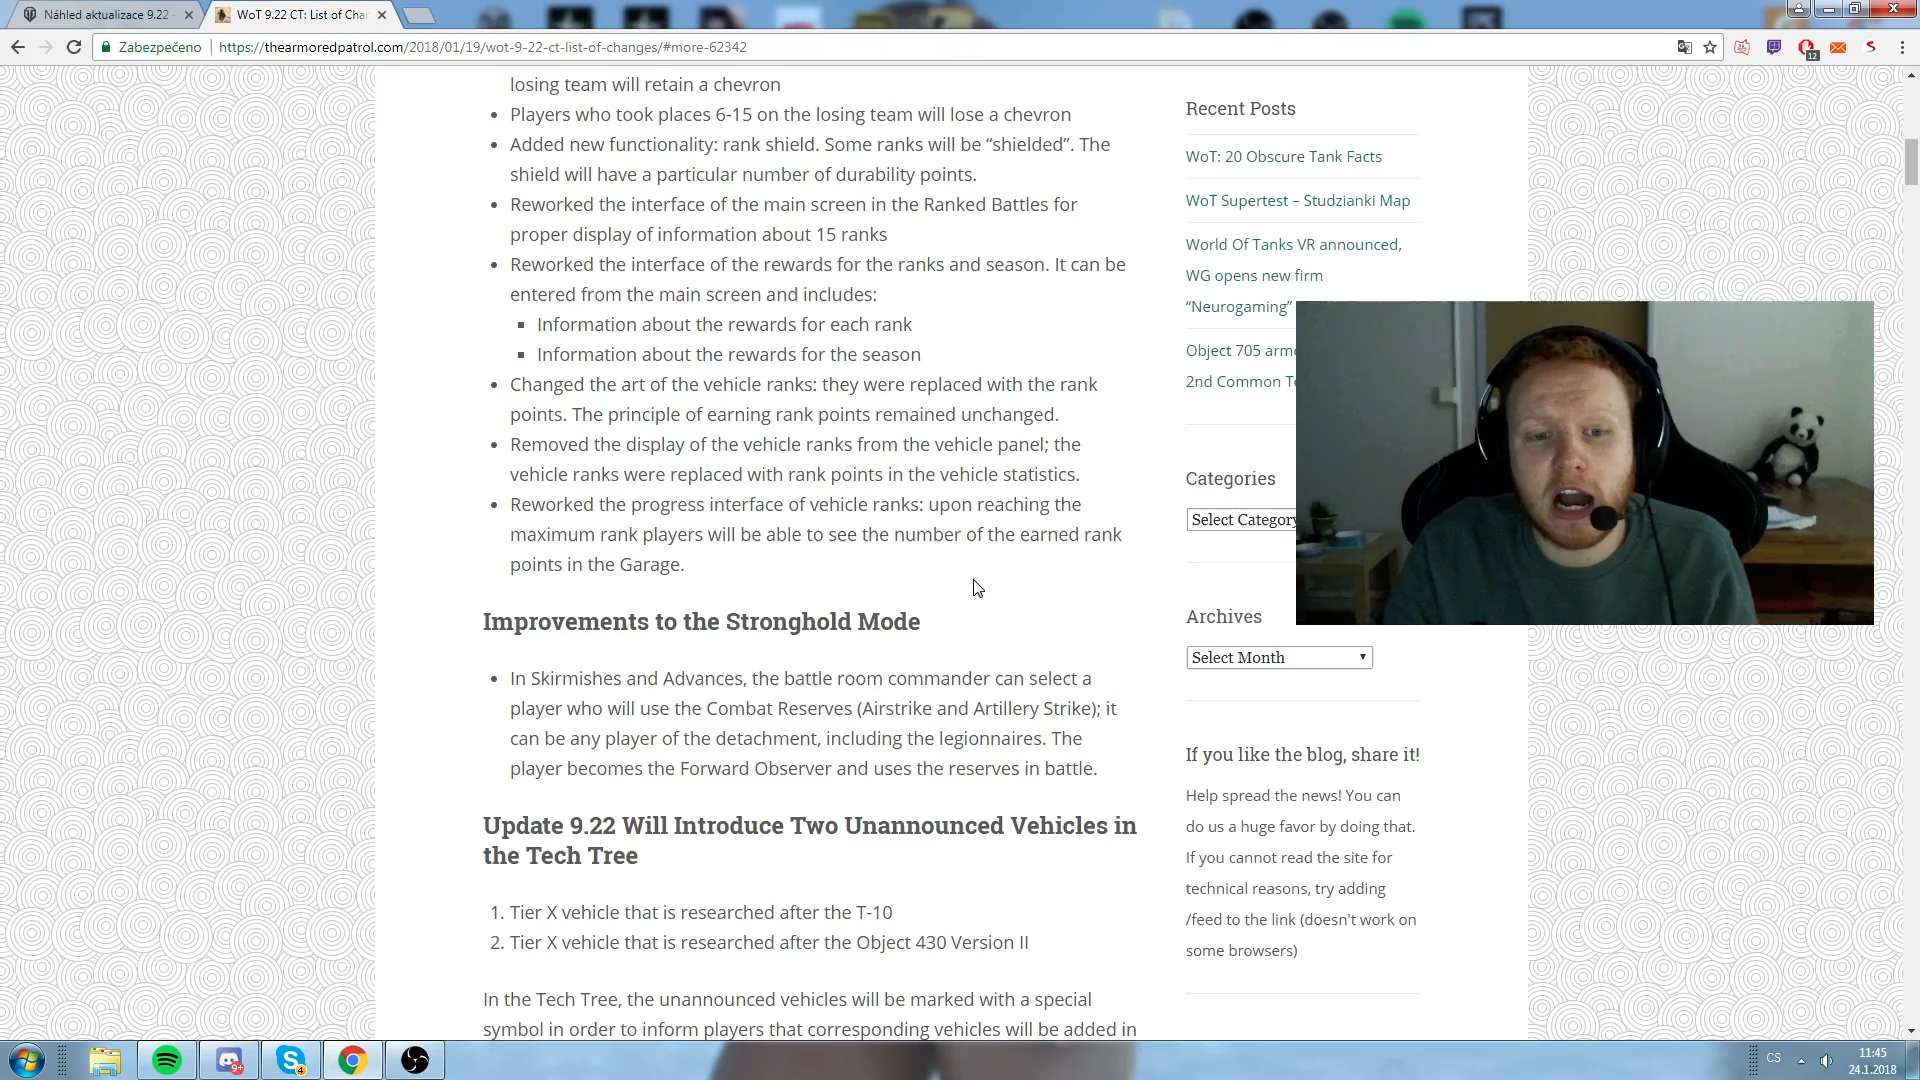 Náhled aktualizace 9.22
WoT 9.22 CT: List of Cha
Zabezpečeno
https://thearmoredpatrol.com/2018/01/19/wot-9-22-ct-list-of-changes/#more-62342
12
losing team will retain a chevron
Players who took places 6-15 on the losing team will lose a chevron
Added new functionality: rank shield. Some ranks will be “shielded”. The
shield will have a particular number of durability points.
Reworked the interface of the main screen in the Ranked Battles for
proper display of information about 15 ranks
Reworked the interface of the rewards for the ranks and season. It can be
entered from the main screen and includes:
Information about the rewards for each rank
Information about the rewards for the season
Changed the art of the vehicle ranks: they were replaced with the rank
points. The principle of earning rank points remained unchanged.
Removed the display of the vehicle ranks from the vehicle panel; the
vehicle ranks were replaced with rank points in the vehicle statistics.
Reworked the progress interface of vehicle ranks: upon reaching the
maximum rank players will be able to see the number of the earned rank
points in the Garage.
Improvements to the Stronghold Mode
In Skirmishes and Advances, the battle room commander can select a
player who will use the Combat Reserves (Airstrike and Artillery Strike); it
can be any player of the detachment, including the legionnaires. The
player becomes the Forward Observer and uses the reserves in battle.
Update 9.22 Will Introduce Two Unannounced Vehicles in
the Tech Tree
1. Tier X vehicle that is researched after the T-10
2. Tier X vehicle that is researched after the Object 430 Version II
In the Tech Tree, the unannounced vehicles will be marked with a special
symbol in order to inform players that corresponding vehicles will be added in
Recent Posts
WoT: 20 Obscure Tank Facts
WoT Supertest – Studzianki Map
World Of Tanks VR announced,
WG opens new firm
“Neurogaming”
Object 705 armo
2nd Common Te
Categories
Select Category
Archives
Select Month
If you like the blog, share it!
Help spread the news! You can
do us a huge favor by doing that.
If you cannot read the site for
technical reasons, try adding
/feed to the link (doesn't work on
some browsers)
9+
4
CS
11:45
24.1.2018